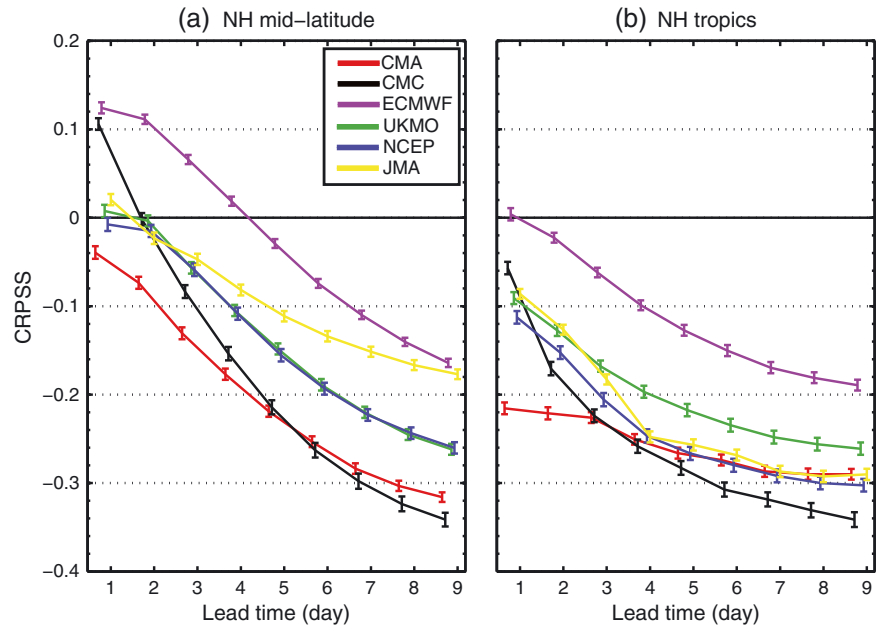 (a) NH mid−latitude
(b) NH tropics
CRPSS
0.2
0.1
0
−0.1
−0.2
−0.3
−0.4
CMA
CMC
ECMWF
UKMO
NCEP
JMA
1 2 3 4 5 6 7 8 9
1 2 3 4 5 6 7 8 9
Lead time (day)
Lead time (day)